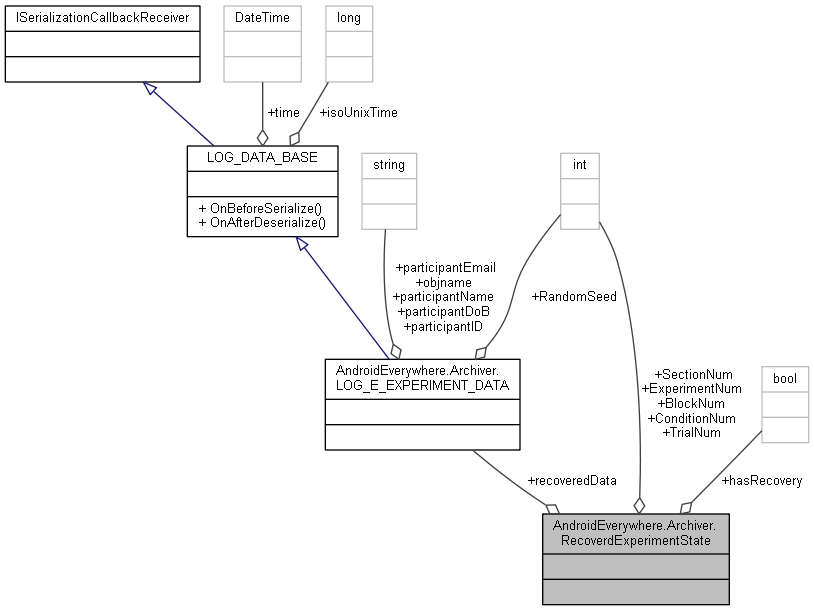 ISerializationCallbackReceiver
DateTime
long
+time
+isoUnixTime
LOG_DATA_BASE
+ OnBeforeSerialize()
+ OnAfterDeserialize()
string
int
+participantEmail
+objname
+participantName
+participantDoB
+participantID
+RandomSeed
AndroidEverywhere.Archiver.
LOG_E_EXPERIMENT_DATA
+SectionNum
+ExperimentNum
+BlockNum
+ConditionNum
+TrialNum
bool
+recoveredData
+hasRecovery
AndroidEverywhere.Archiver.
RecoverdExperimentState